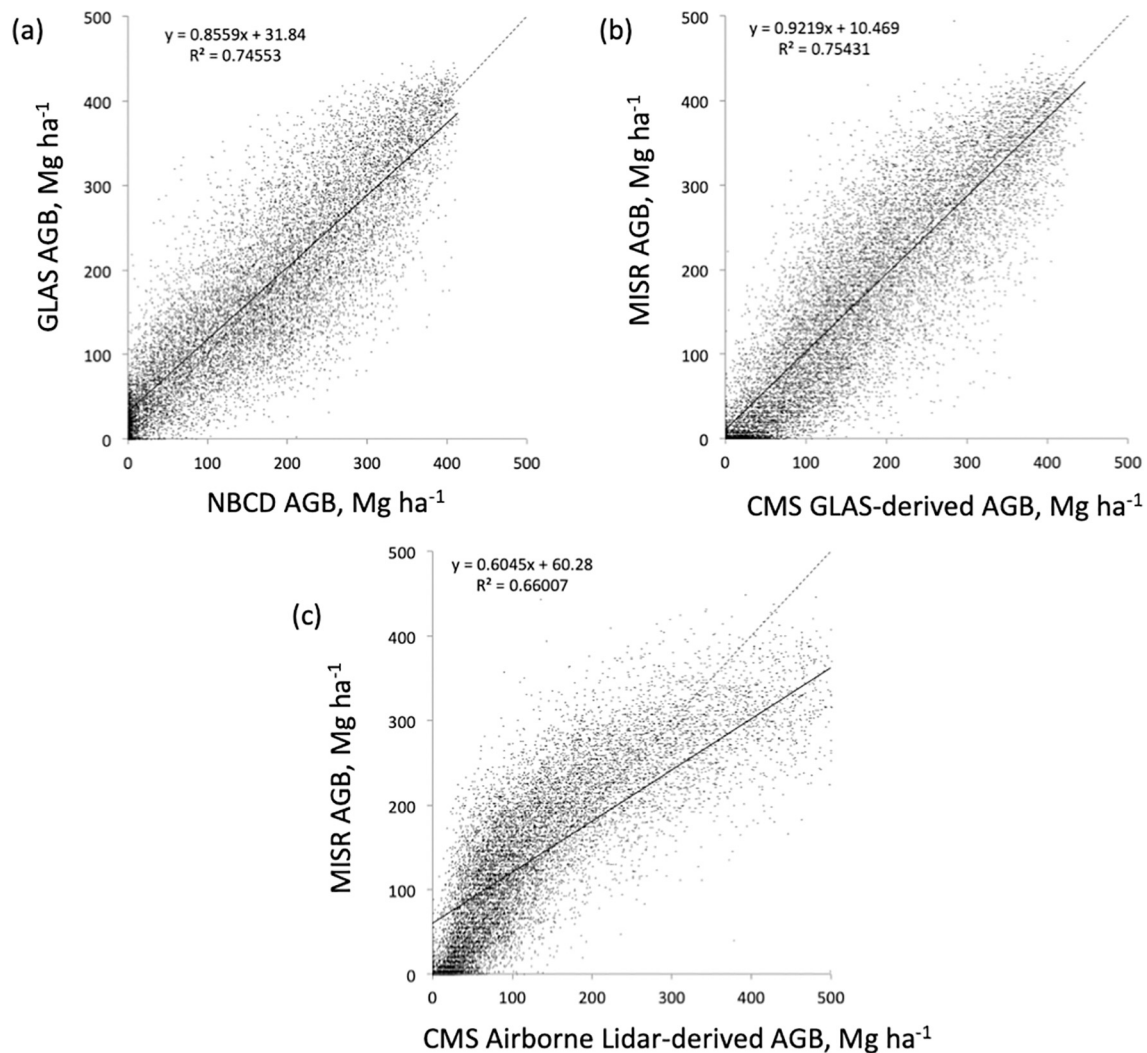 (a)
y = 0.8559x + 31.84
R² = 0.74553
500
400
300
200
100
0
0 100 200 300 400 500
GLAS AGB, Mg ha⁻¹
NBCD AGB, Mg ha⁻¹
(b)
y = 0.9219x + 10.469
R² = 0.75431
500
400
300
200
100
0
0 100 200 300 400 500
MISR AGB, Mg ha⁻¹
CMS GLAS-derived AGB, Mg ha⁻¹
(c)
y = 0.6045x + 60.28
R² = 0.66007
500
400
300
200
100
0
0 100 200 300 400 500
MISR AGB, Mg ha⁻¹
CMS Airborne Lidar-derived AGB, Mg ha⁻¹